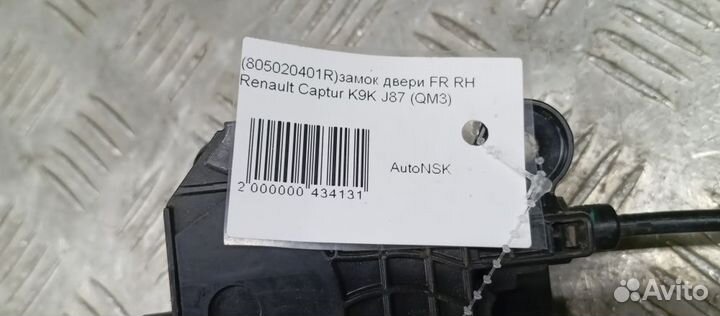 (805020401R)замок двери FR RH
Renault Captur K9K J87 (QM3)
AutoNSK
2 000000 434131
Avito